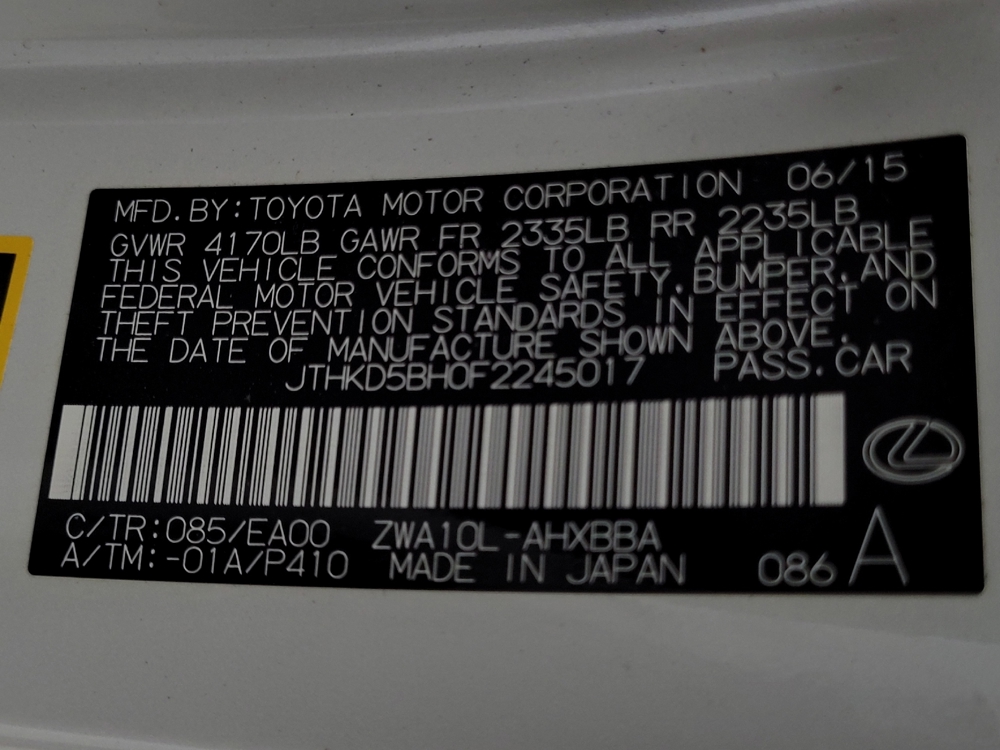 MFD.BY:TOYOTA MOTOR CORPORATION 06/15
GVWR 4170LB GAWR FR 2335LB RR 2235LB
THIS VEHICLE CONFORMS TO ALL APPLICABLE
FEDERAL MOTOR VEHICLE SAFETY,BUMPER,AND
THEFT PREVENTION STANDARDS IN EFFECT ON
THE DATE OF MANUFACTURE SHOWN ABOVE.
JTHKD5BH0F2245017 PASS.CAR
C/TR:085/EA00 ZWA10L-AHXBBA
A/TM:-01A/P410 MADE IN JAPAN 086 A